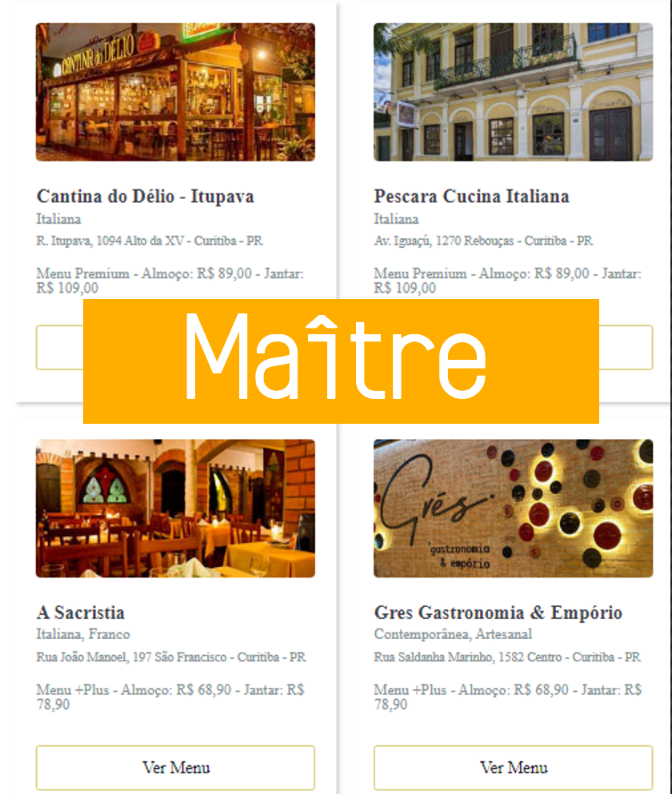 CANTINA do DÉLIO
Cantina do Délio - Itupava
Italiana
R. Itupava, 1094 Alto da XV - Curitiba - PR
Menu Premium - Almoço: R$ 89,00 - Jantar:
R$ 109,00
Pescara Cucina Italiana
Italiana
Av. Iguaçú, 1270 Rebouças - Curitiba - PR
Menu Premium - Almoço: R$ 89,00 - Jantar:
R$ 109,00
Maître
A Sacristia
Italiana, Franco
Rua João Manoel, 197 São Francisco - Curitiba - PR
Menu +Plus - Almoço: R$ 68,90 - Jantar: R$
78,90
Ver Menu
Grés
gastronomia
& empório
Gres Gastronomia & Empório
Contemporânea, Artesanal
Rua Saldanha Marinho, 1582 Centro - Curitiba - PR
Menu +Plus - Almoço: R$ 68,90 - Jantar: R$
78,90
Ver Menu